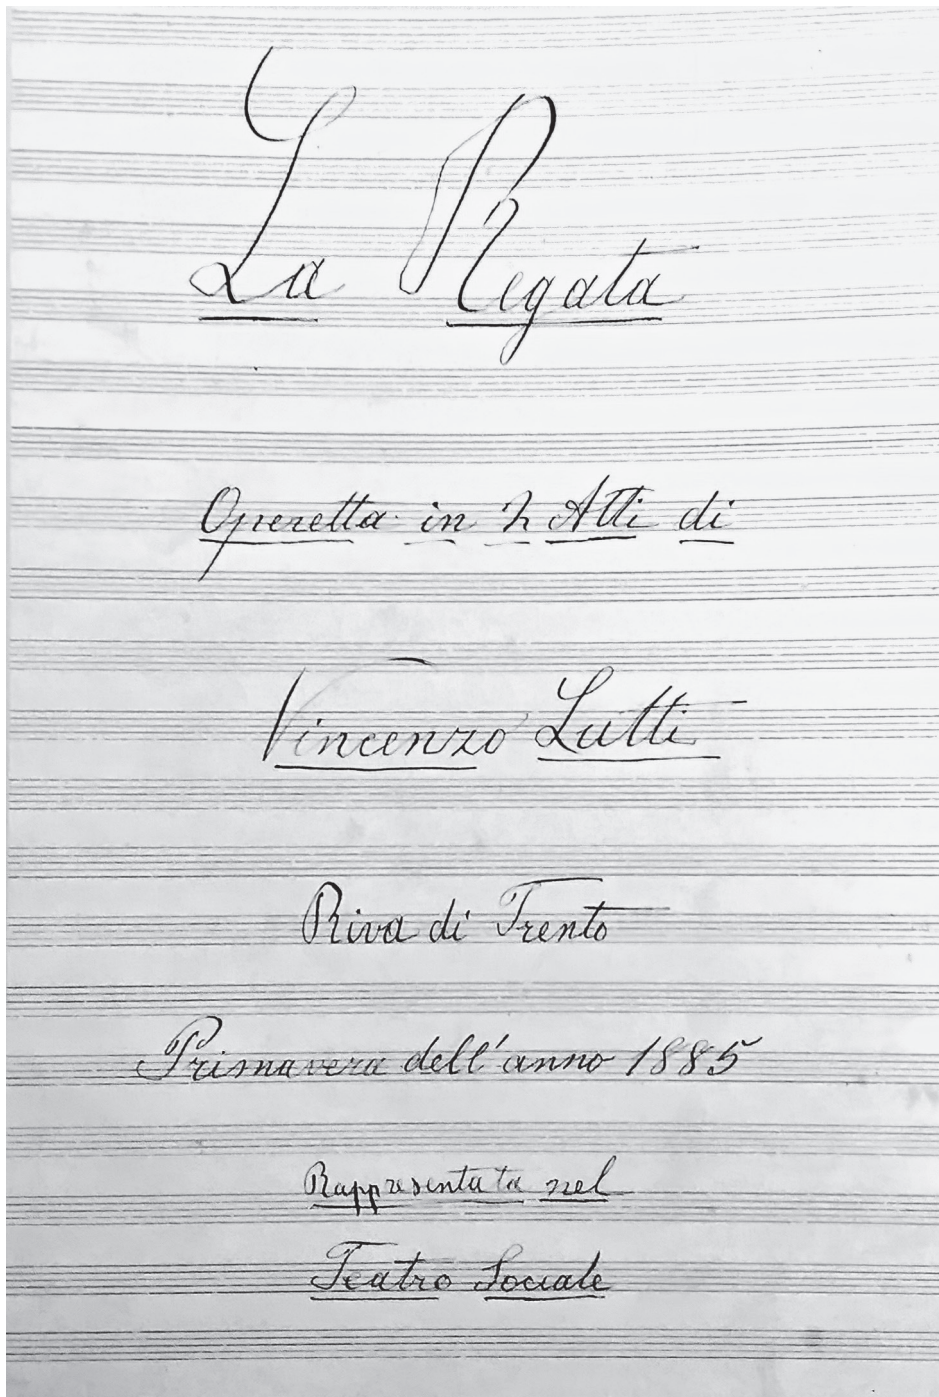 La Regata
Operetta in 2 Atti di
Vincenzo Lutti
Riva di Trento
Primavera dell'anno 1885
Rappresentata nel
Teatro Sociale